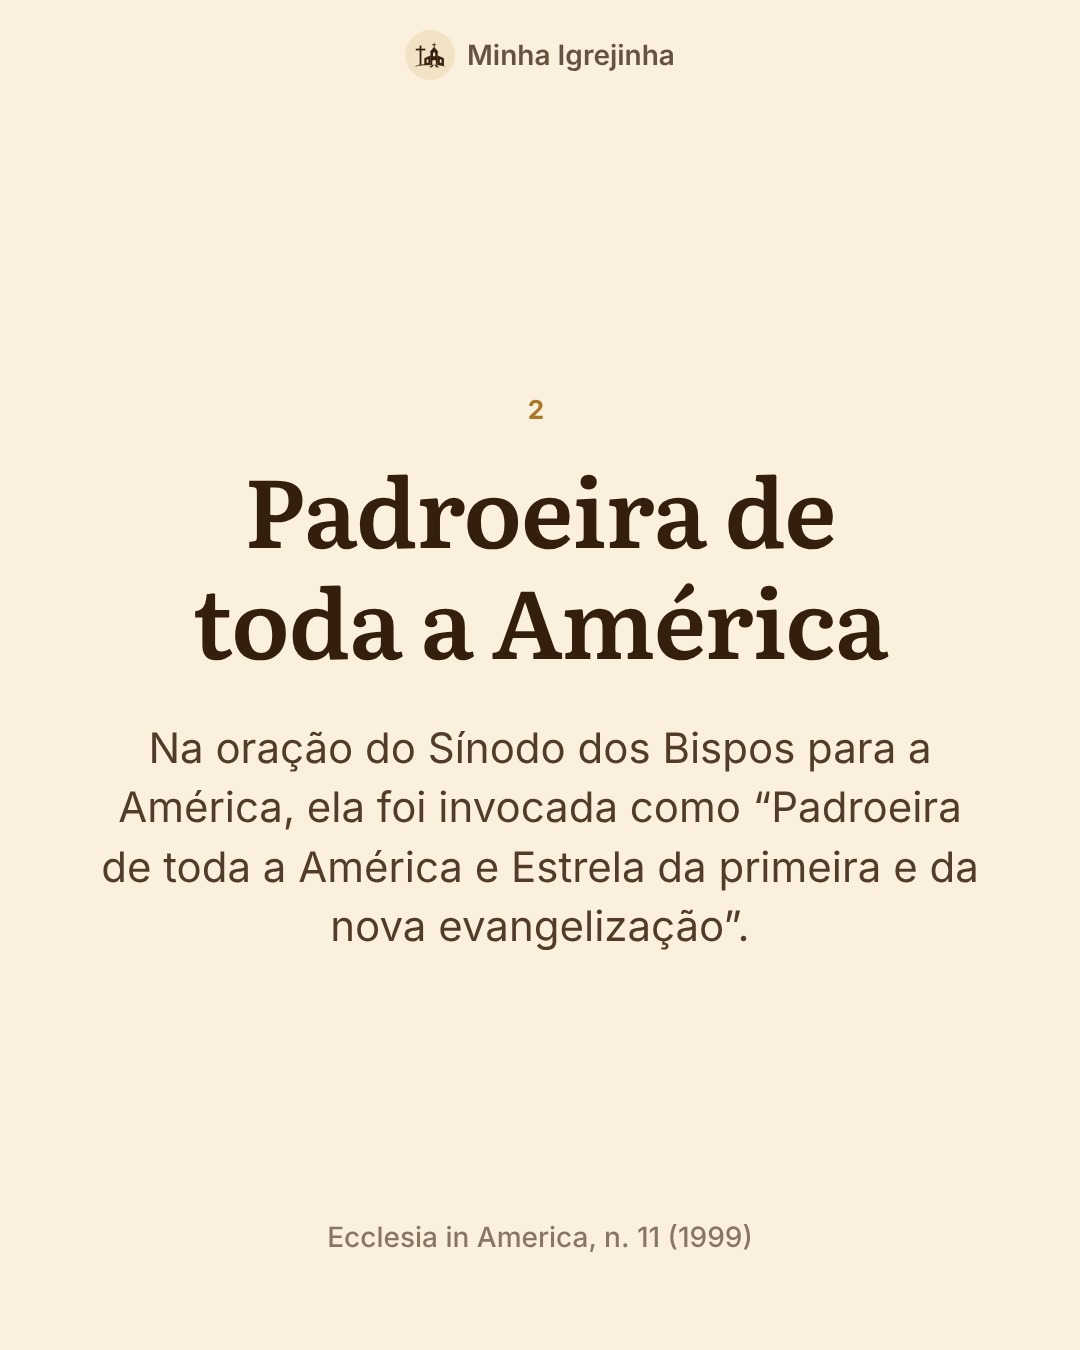 Minha Igrejinha
2
Padroeira de
toda a América
Na oração do Sínodo dos Bispos para a
América, ela foi invocada como “Padroeira
de toda a América e Estrela da primeira e da
nova evangelização”.
Ecclesia in America, n. 11 (1999)